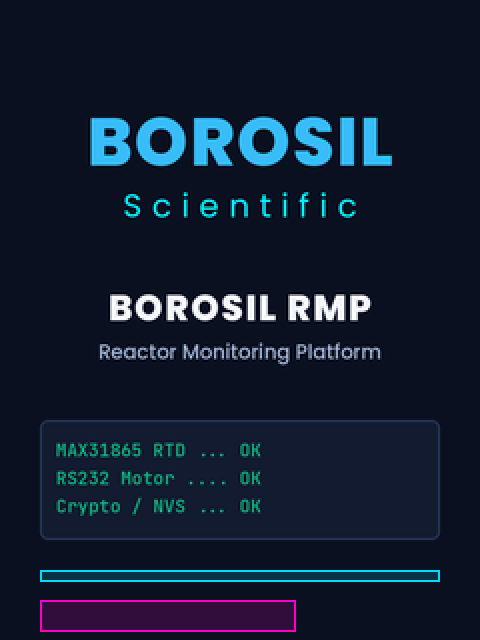 BOROSIL
Scientific
BOROSIL RMP
Reactor Monitoring Platform
MAX31865 RTD ... OK
RS232 Motor .... OK
Crypto / NVS ... OK